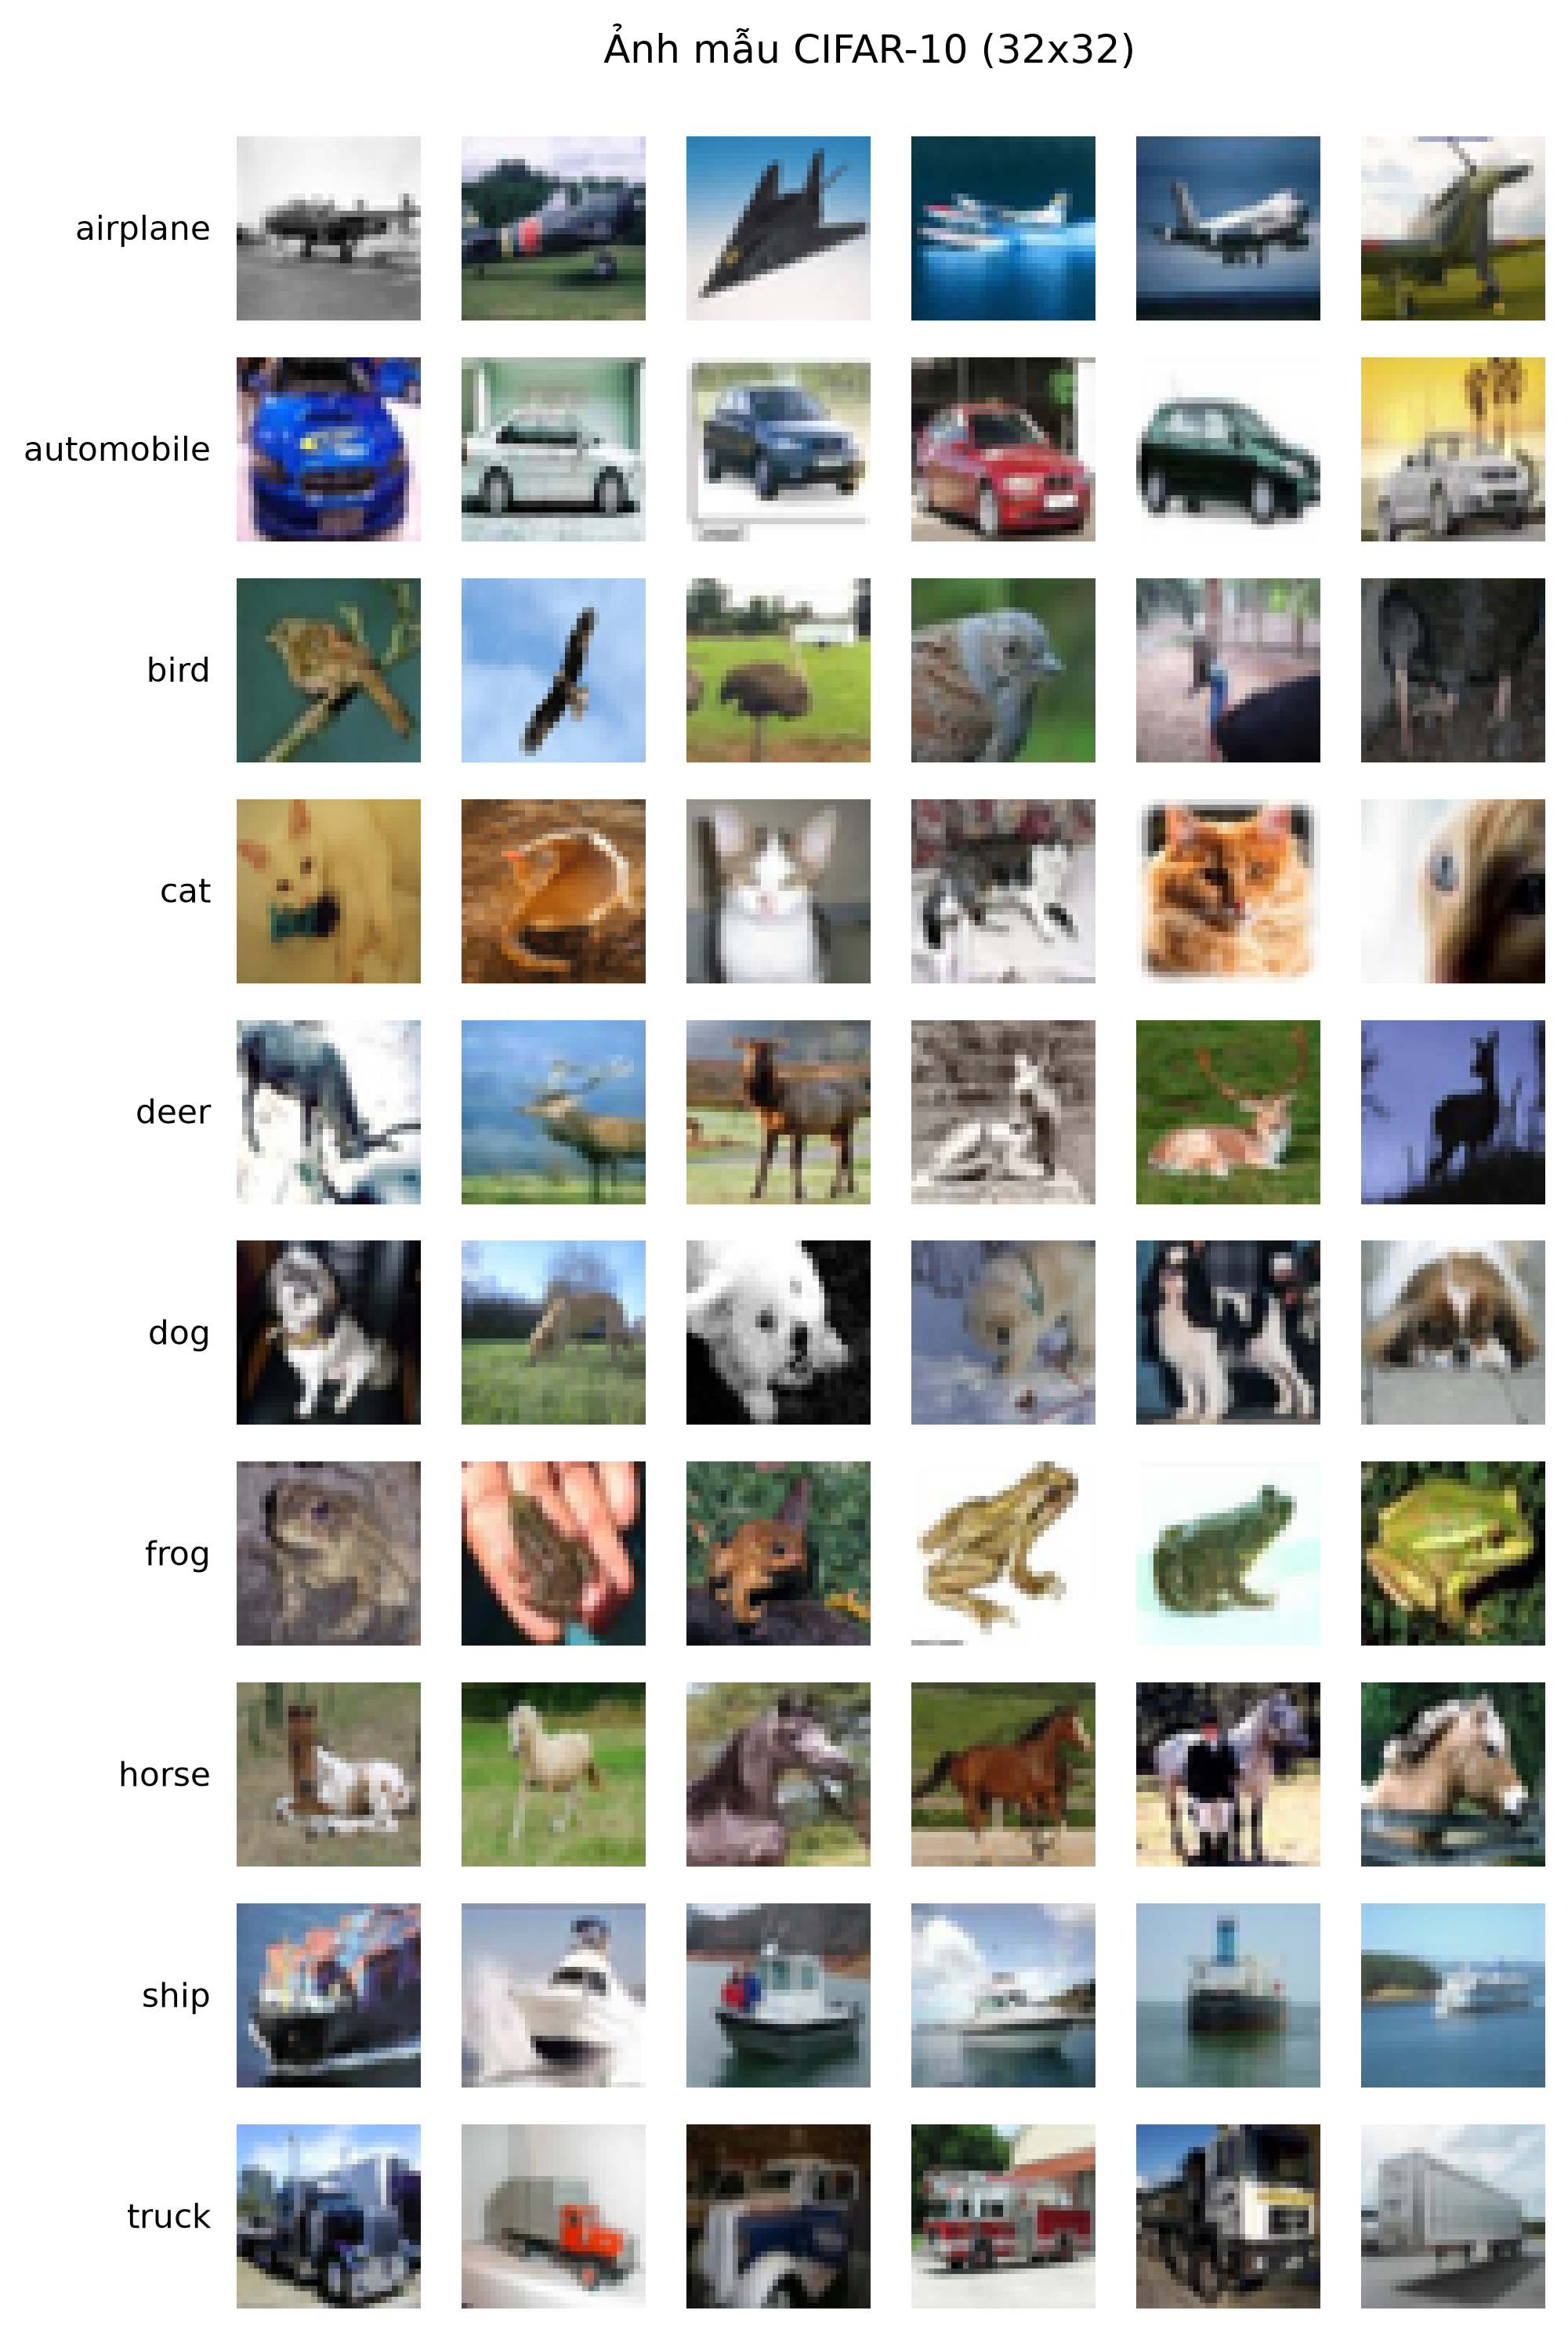 Ảnh mẫu CIFAR-10 (32x32)
airplane
automobile
bird
cat
deer
dog
frog
horse
ship
truck